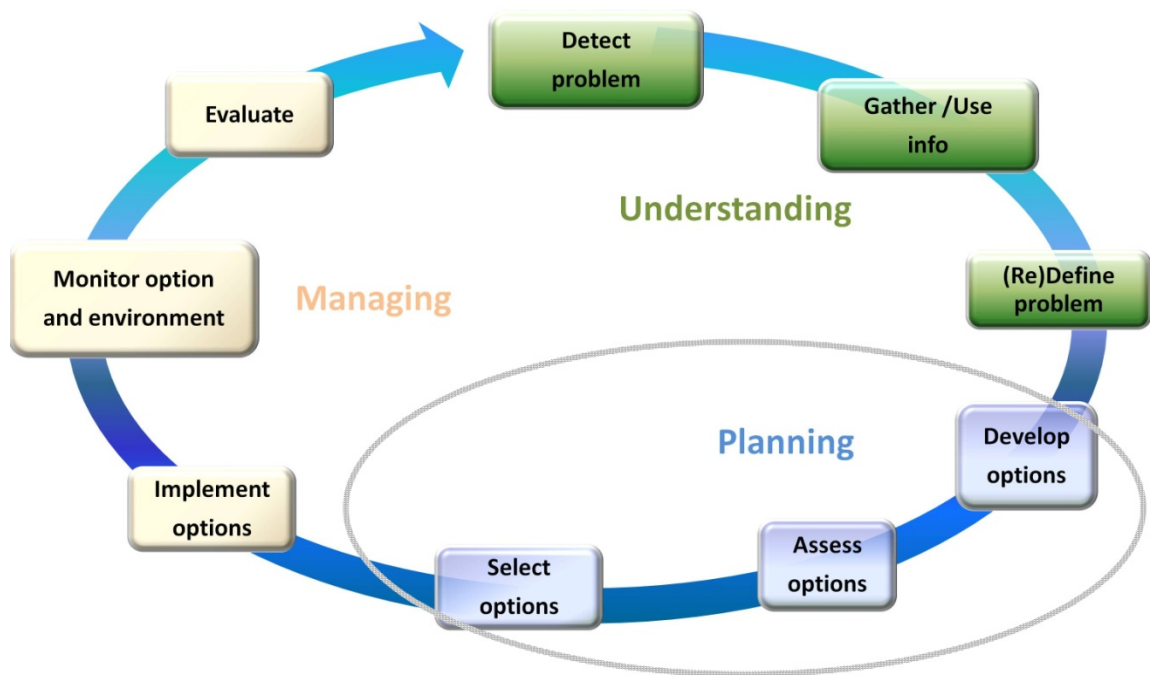 Detect
problem
Gather /Use
info
Understanding
(Re)Define
problem
Planning
Develop
options
Assess
options
Select
options
Implement
options
Managing
Monitor option
and environment
Evaluate